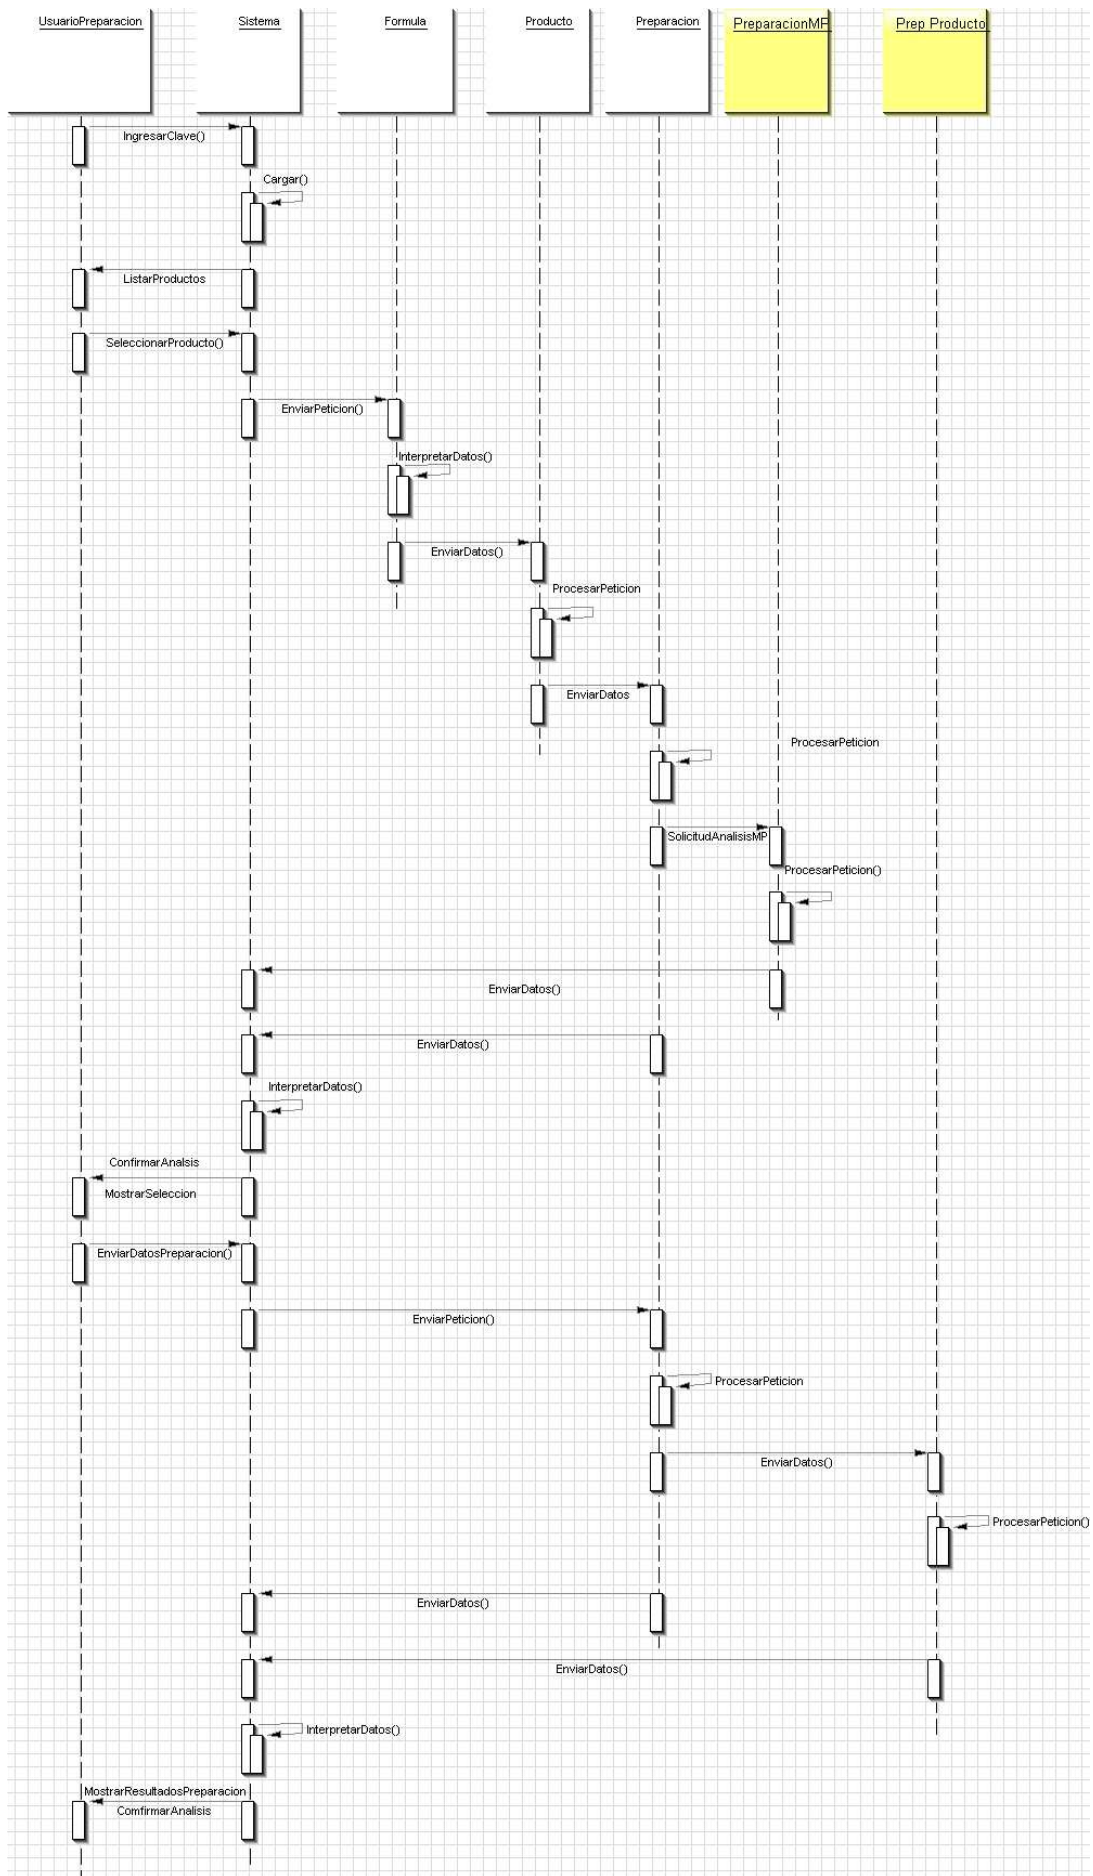 UsuarioPreparacion
Sistema
Formula
Producto
Preparacion
PreparacionMP
Prep Producto
IngresarClave()
Cargar()
ListarProductos
SeleccionarProducto()
EnviarPeticion()
InterpretarDatos()
EnviarDatos()
ProcesarPeticion
EnviarDatos
ProcesarPeticion
SolicitudAnalisisMP
ProcesarPeticion()
EnviarDatos()
EnviarDatos()
InterpretarDatos()
ConfirmarAnalsis
MostrarSeleccion
EnviarDatosPreparacion()
EnviarPeticion()
ProcesarPeticion
EnviarDatos()
ProcesarPeticion()
EnviarDatos()
EnviarDatos()
InterpretarDatos()
MostrarResultadosPreparacion
ComfirmarAnalisis